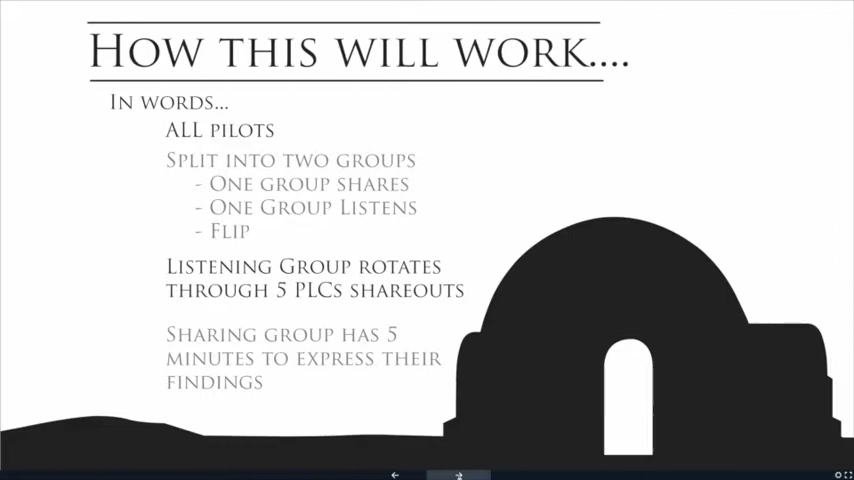 How this will work....
In words...
ALL pilots
Split into two groups
- One group shares
- One Group Listens
- Flip
Listening Group rotates
through 5 PLCs shareouts
Sharing group has 5
minutes to express their
findings